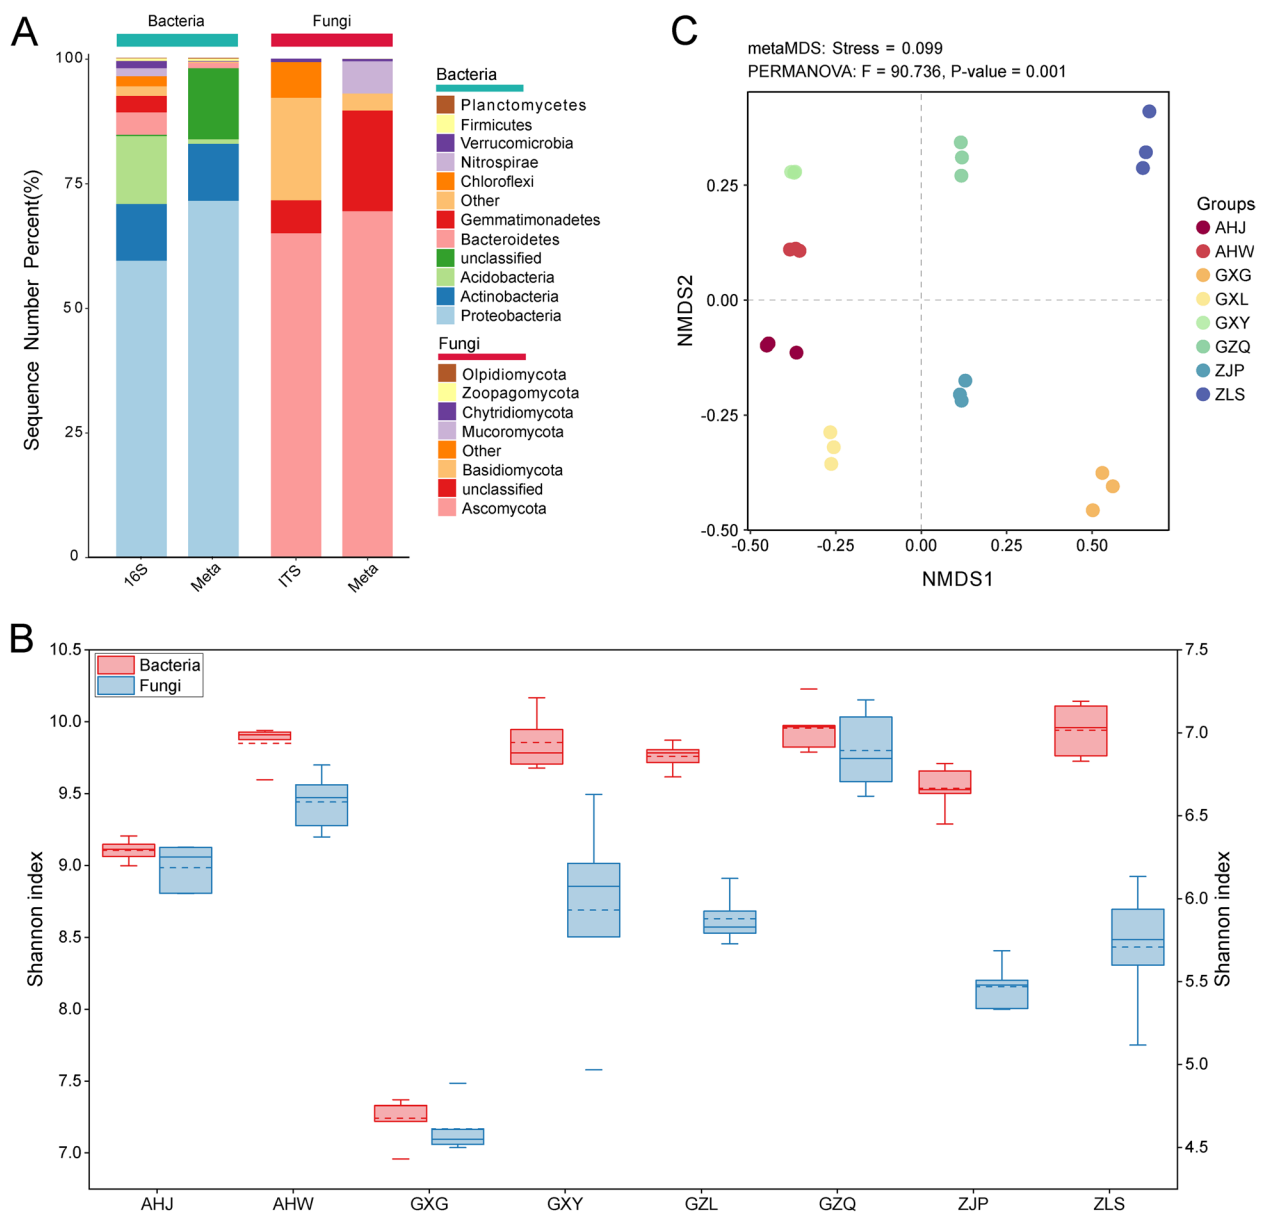 A
Bacteria
Fungi
100
75
50
25
0
Sequence Number Percent(%)
16S
Meta
ITS
Meta
Bacteria
Planctomycetes
Firmicutes
Verrucomicrobia
Nitrospirae
Chloroflexi
Other
Gemmatimonadetes
Bacteroidetes
unclassified
Acidobacteria
Actinobacteria
Proteobacteria
Fungi
Olpidiomycota
Zoopagomycota
Chytridiomycota
Mucoromycota
Other
Basidiomycota
unclassified
Ascomycota
C
metaMDS: Stress = 0.099
PERMANOVA: F = 90.736, P-value = 0.001
0.25
0.00
-0.25
-0.50
NMDS2
-0.50
-0.25
0.00
0.25
0.50
NMDS1
Groups
AHJ
AHW
GXG
GXL
GXY
GZQ
ZJP
ZLS
B
Bacteria
Fungi
10.5
10.0
9.5
9.0
8.5
8.0
7.5
7.0
Shannon index
7.5
7.0
6.5
6.0
5.5
5.0
4.5
Shannon index
AHJ
AHW
GXG
GXY
GZL
GZQ
ZJP
ZLS